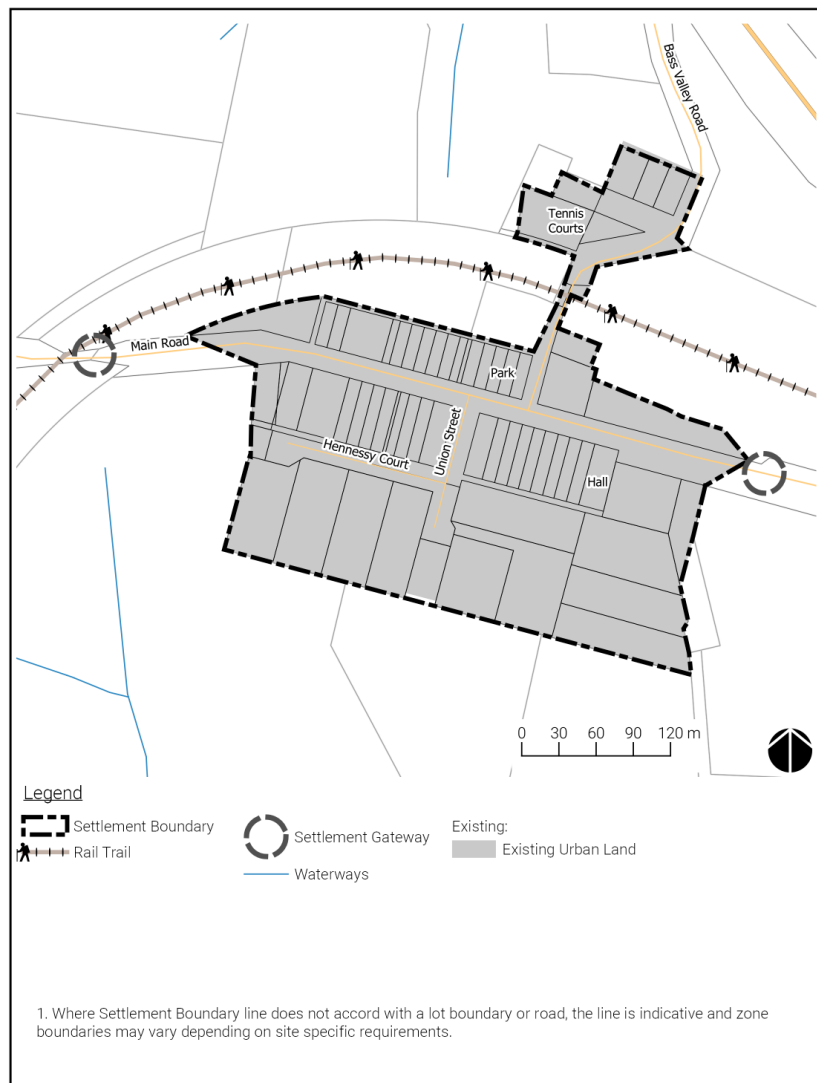 Bass Valley Road
Tennis
Courts
Main Road
Park
Union Street
Hennessy Court
Hall
0 30 60 90 120 m
Legend
Settlement Boundary
Rail Trail
Settlement Gateway
Waterways
Existing:
Existing Urban Land
1. Where Settlement Boundary line does not accord with a lot boundary or road, the line is indicative and zone
boundaries may vary depending on site specific requirements.